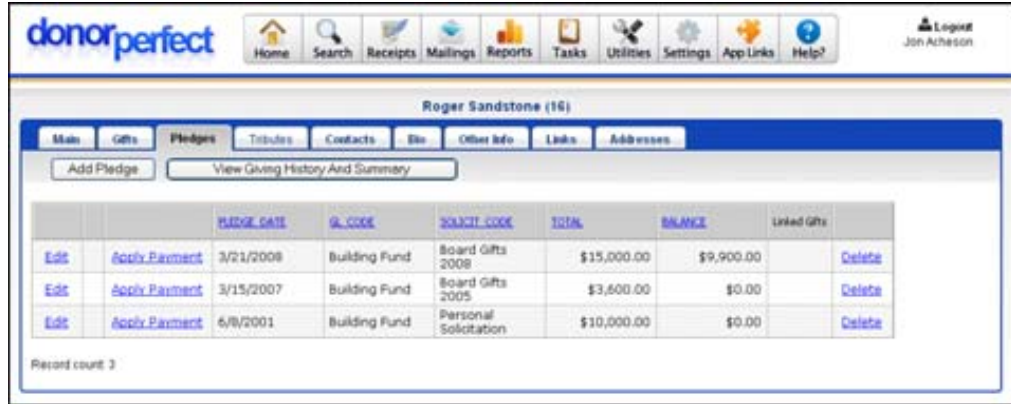 donorperfect
Home Search Receipts Mailings Reports Tasks Utilities Settings App Links Help?
Logout
Jon Acheson
Roger Sandstone (16)
Main Gifts Pledges Tributes Contacts Bio Other Info Links Addresses
Add Pledge View Giving History And Summary
PLEDGE DATE GL CODE SOLICIT CODE TOTAL BALANCE Linked Gifts
Edit Apply Payment 3/21/2008 Building Fund Board Gifts 2008 $15,000.00 $9,900.00 Delete
Edit Apply Payment 3/15/2007 Building Fund Board Gifts 2005 $3,600.00 $0.00 Delete
Edit Apply Payment 6/8/2001 Building Fund Personal Solicitation $10,000.00 $0.00 Delete
Record count: 3